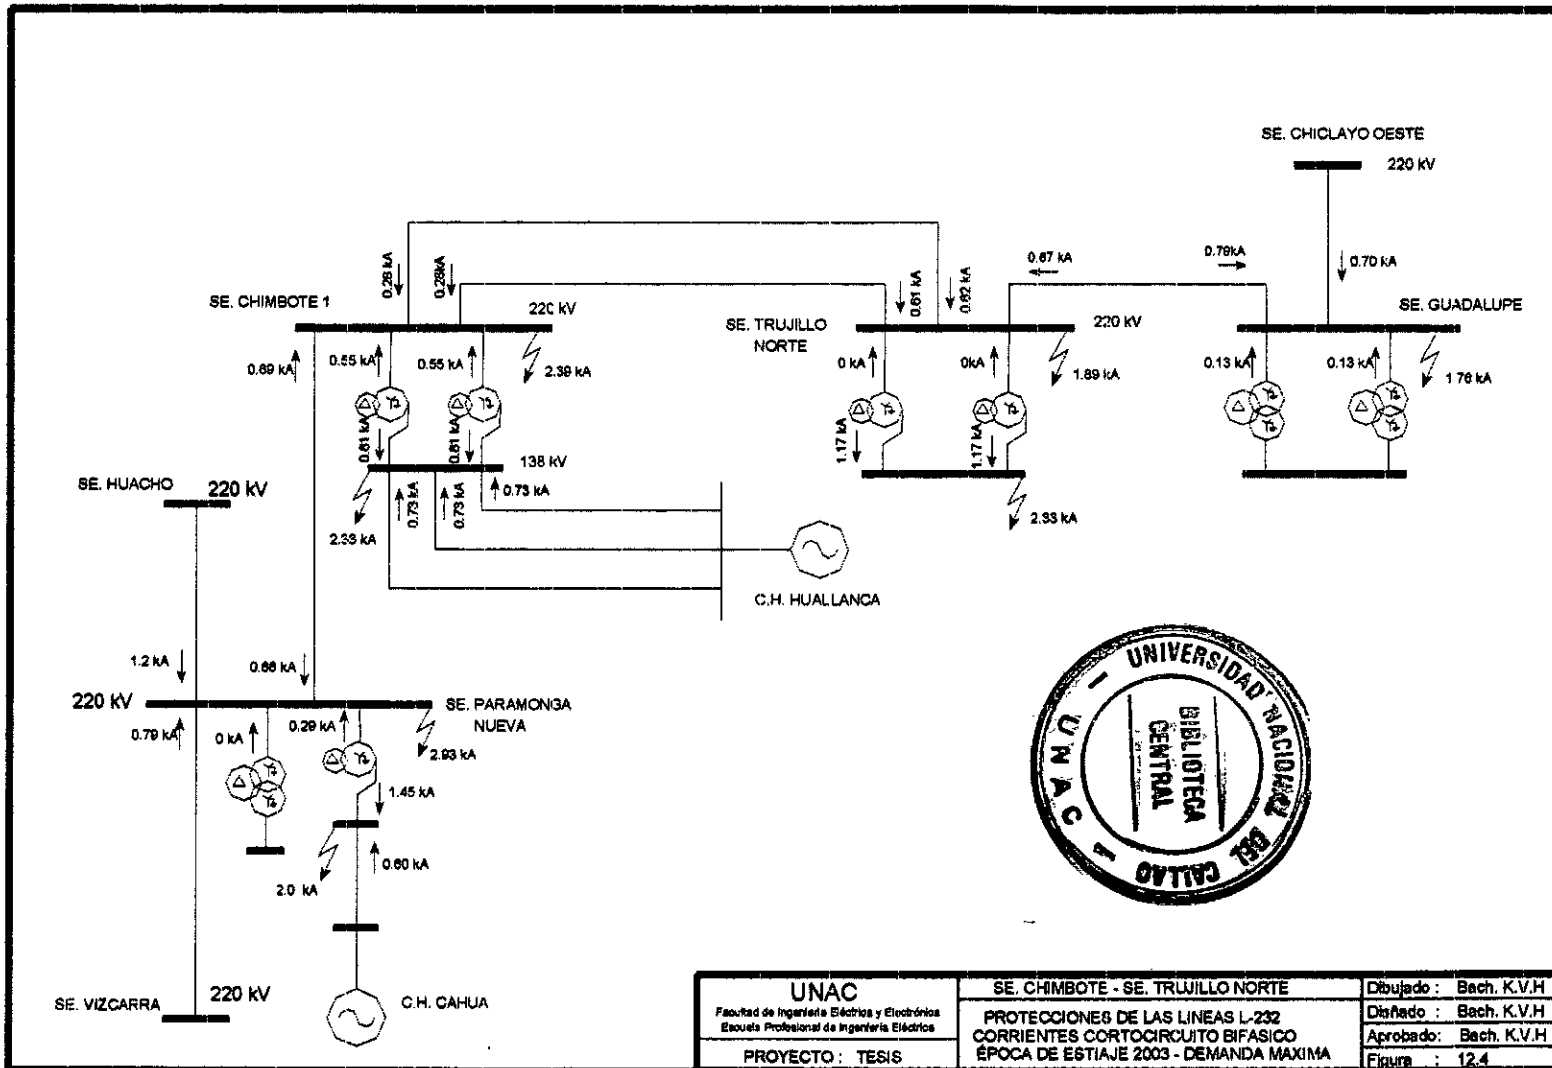 SE. CHICLAYO OESTE
220 kV
0.70 kA
0.79kA
0.67 kA
0.28 kA
0.28kA
0.61 kA
0.62 kA
SE. CHIMBOTE 1
220 kV
SE. TRUJILLO
NORTE
220 kV
SE. GUADALUPE
0.69 kA
0.55 kA
0.55 kA
2.39 kA
0 kA
0kA
1.89 kA
0.13 kA
0.13 kA
1.76 kA
0.81 kA
0.81 kA
1.17 kA
1.17 kA
138 kV
SE. HUACHO
220 kV
0.73 kA
0.73 kA
0.73 kA
2.33 kA
2.33 kA
C.H. HUALLANCA
1.2 kA
0.66 kA
220 kV
SE. PARAMONGA
NUEVA
0.79 kA
0 kA
0.29 kA
2.93 kA
1.45 kA
0.60 kA
2.0 kA
SE. VIZCARRA
220 kV
C.H. CAHUA
UNIVERSIDAD NACIONAL DEL CALLAO
UNAC
BIBLIOTECA
CENTRAL
UNAC
Facultad de Ingeniería Eléctrica y Electrónica
Escuela Profesional de Ingeniería Eléctrica
PROYECTO : TESIS
SE. CHIMBOTE - SE. TRUJILLO NORTE
PROTECCIONES DE LAS LINEAS L-232
CORRIENTES CORTOCIRCUITO BIFASICO
ÉPOCA DE ESTIAJE 2003 - DEMANDA MAXIMA
Dibujado : Bach. K.V.H
Diseñado : Bach. K.V.H
Aprobado: Bach. K.V.H
Figura : 12.4